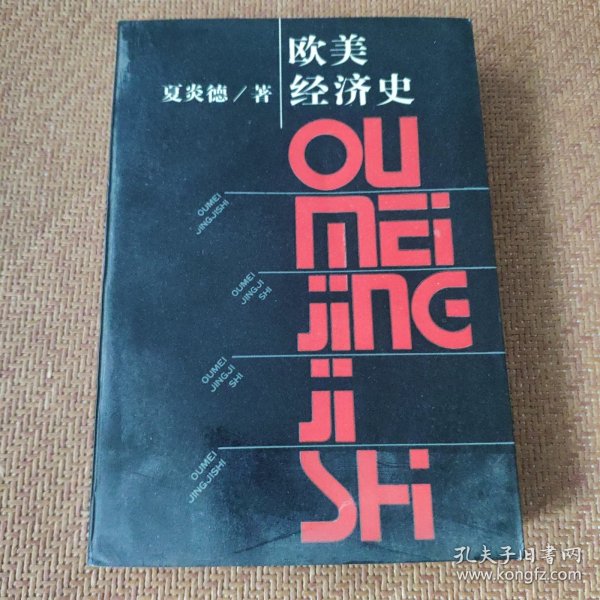 欧美
经济史
夏炎德/著
OU
MEI
JING
JI
SHI
OUMEI
JINGJISHI
OUMEI
JINGJI
SHI
OUMEI
JINGJI
SHI
OUMEI
JINGJISHI
孔夫子旧书网
www.kongfz.com